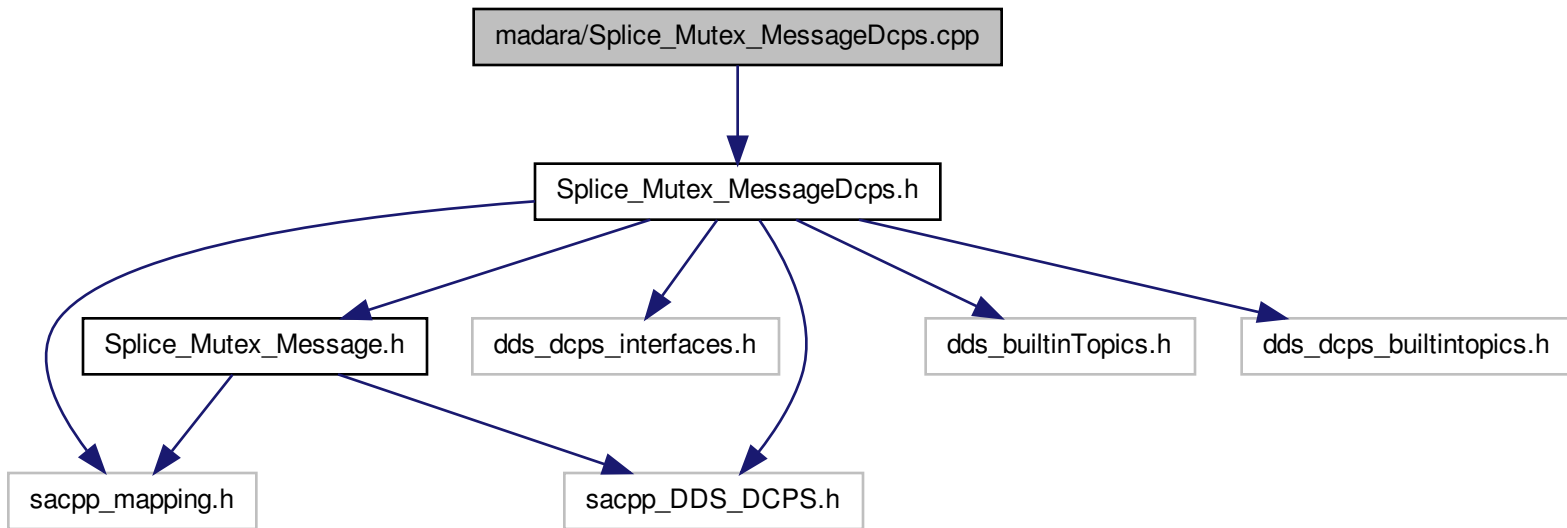 madara/Splice_Mutex_MessageDcps.cpp
Splice_Mutex_MessageDcps.h
Splice_Mutex_Message.h
dds_dcps_interfaces.h
dds_builtinTopics.h
dds_dcps_builtintopics.h
sacpp_mapping.h
sacpp_DDS_DCPS.h